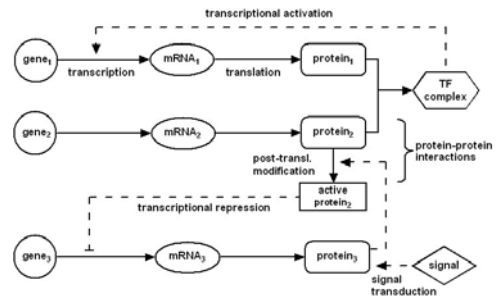 transcriptional activation
gene1
mRNA1
protein1
transcription
translation
TF
complex
gene2
mRNA2
protein2
protein-protein
interactions
post-transl.
modification
active
protein2
transcriptional repression
gene3
mRNA3
protein3
signal
signal
transduction